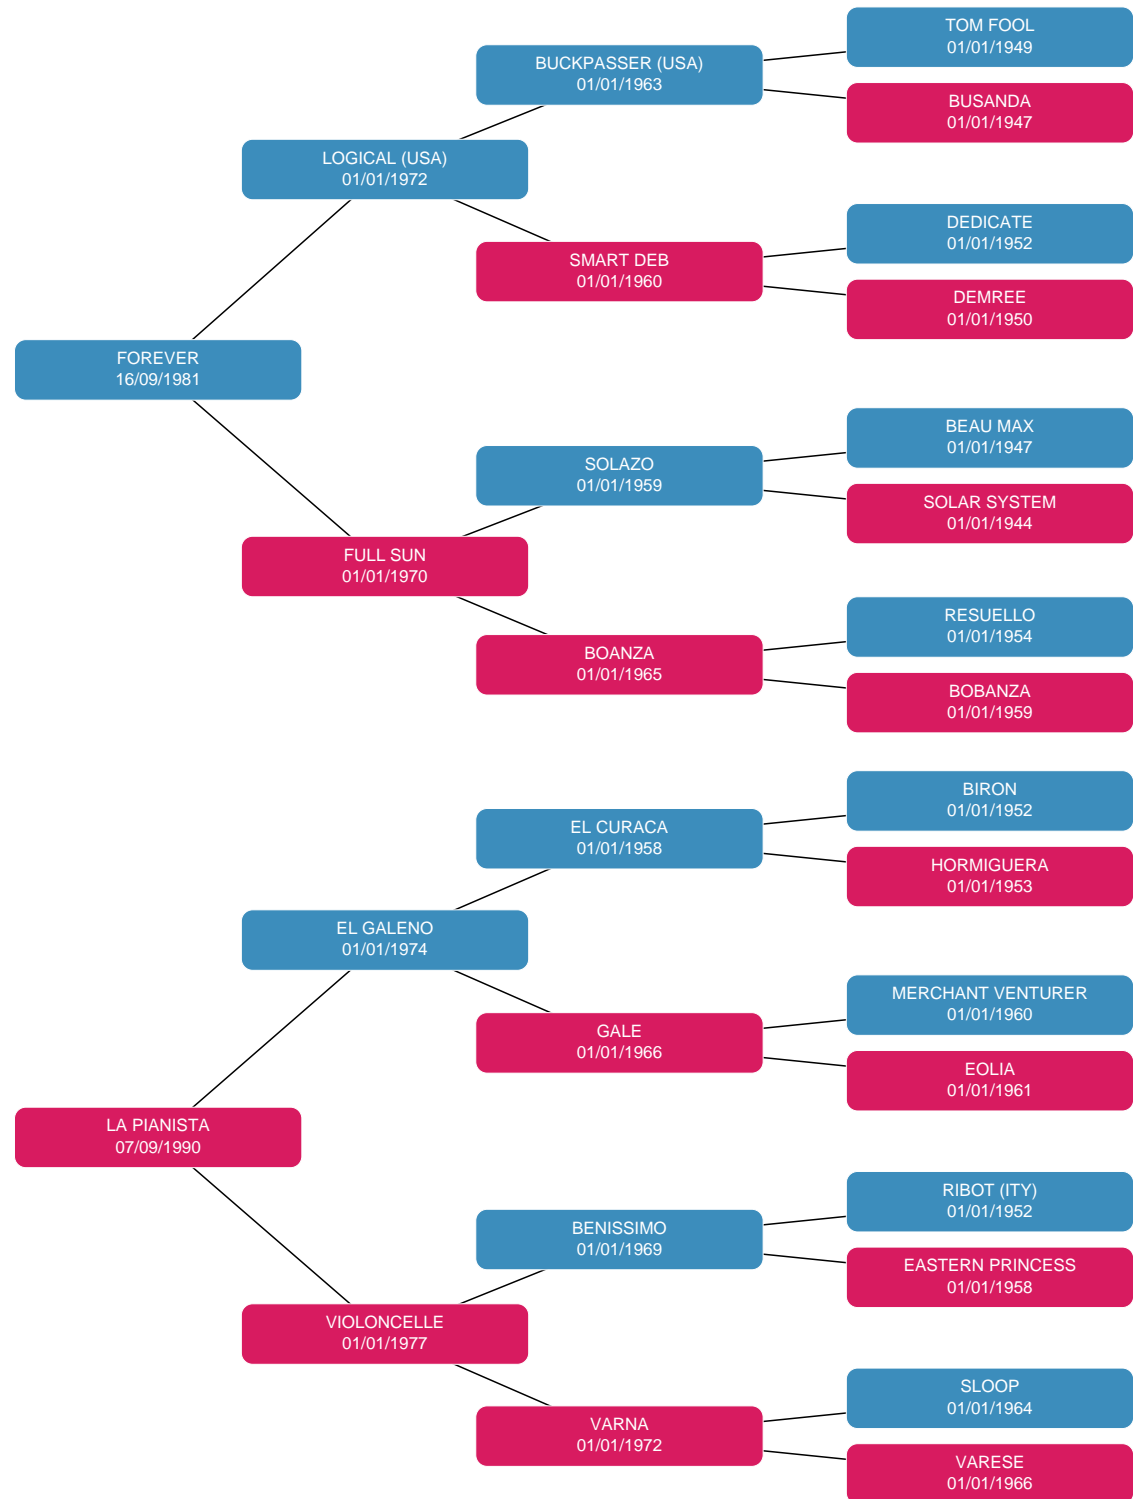 TOM FOOL
01/01/1949
BUCKPASSER (USA)
01/01/1963
BUSANDA
01/01/1947
LOGICAL (USA)
01/01/1972
DEDICATE
01/01/1952
SMART DEB
01/01/1960
DEMREE
01/01/1950
FOREVER
16/09/1981
BEAU MAX
01/01/1947
SOLAZO
01/01/1959
SOLAR SYSTEM
01/01/1944
FULL SUN
01/01/1970
RESUELLO
01/01/1954
BOANZA
01/01/1965
BOBANZA
01/01/1959
BIRON
01/01/1952
EL CURACA
01/01/1958
HORMIGUERA
01/01/1953
EL GALENO
01/01/1974
MERCHANT VENTURER
01/01/1960
GALE
01/01/1966
EOLIA
01/01/1961
LA PIANISTA
07/09/1990
RIBOT (ITY)
01/01/1952
BENISSIMO
01/01/1969
EASTERN PRINCESS
01/01/1958
VIOLONCELLE
01/01/1977
SLOOP
01/01/1964
VARNA
01/01/1972
VARESE
01/01/1966